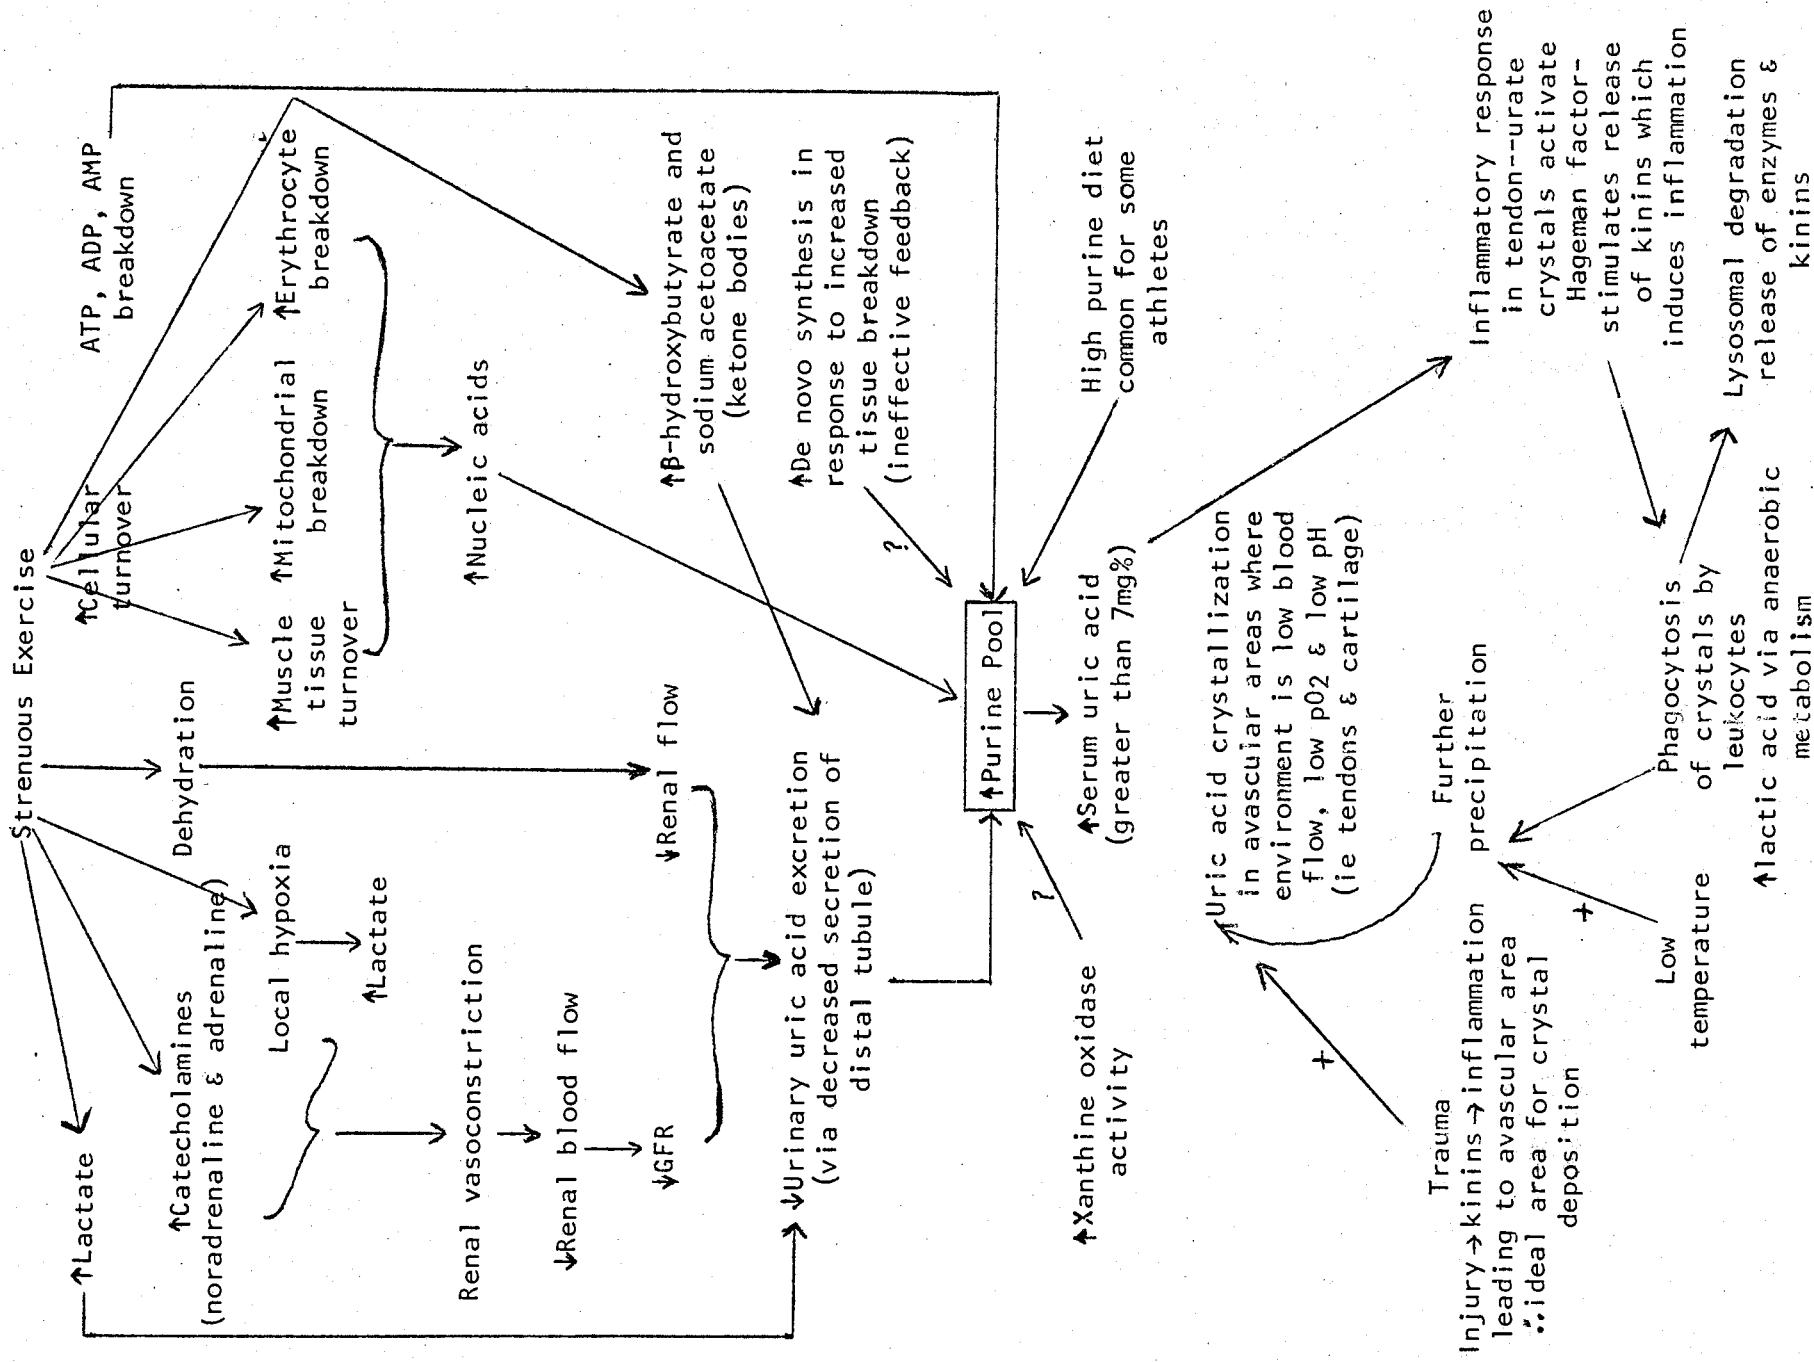 Strenuous Exercise
↑Lactate
↑Catecholamines
(noradrenaline & adrenaline)
Local hypoxia
↑Lactate
Dehydration
↑Cellular
turnover
ATP, ADP, AMP
breakdown
↑Muscle
tissue
turnover
↑Mitochondrial
breakdown
↑Erythrocyte
breakdown
Renal vasoconstriction
↓Renal blood flow
↓GFR
↓Renal flow
↑Nucleic acids
↑β-hydroxybutyrate and
sodium acetoacetate
(ketone bodies)
↓Urinary uric acid excretion
(via decreased secretion of
distal tubule)
↑De novo synthesis in
response to increased
tissue breakdown
(ineffective feedback)
?
↑Purine Pool
↑Xanthine oxidase
activity
?
↑Serum uric acid
(greater than 7mg%)
High purine diet
common for some
athletes
↑Uric acid crystallization
in avascular areas where
environment is low blood
flow, low pO2 & low pH
(ie tendons & cartilage)
+
Trauma
Injury→kinins→inflammation
leading to avascular area
∴ideal area for crystal
deposition
Further
precipitation
+
Low
temperature
Inflammatory response
in tendon--urate
crystals activate
Hageman factor-
stimulates release
of kinins which
induces inflammation
Phagocytosis
of crystals by
leukocytes
↑lactic acid via anaerobic
metabolism
Lysosomal degradation
release of enzymes &
kinins